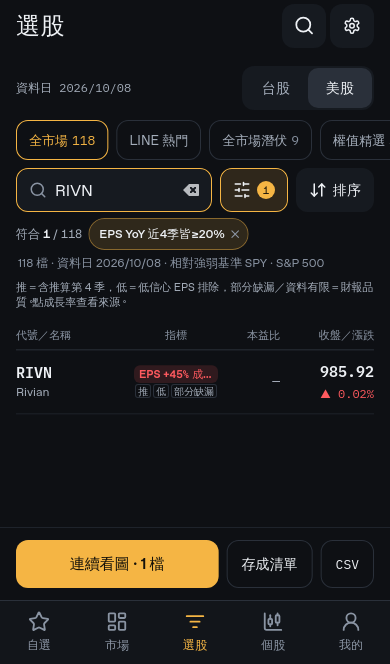 選股
資料日 2026/10/08
台股 美股
全市場 118 LINE 熱門 全市場潛伏 9 權值精選
RIVN 1 排序
符合 1 / 118 EPS YoY 近4季皆≥20% ×
118 檔 · 資料日 2026/10/08 · 相對強弱基準 SPY · S&P 500
推＝含推算第 4 季，低＝低信心 EPS 排除，部分缺漏／資料有限＝財報品
質，點成長率查看來源。
代號／名稱 指標 本益比 收盤／漲跌
RIVN EPS +45% 成... — 985.92
Rivian 推 低 部分缺漏 ▲ 0.02%
連續看圖 · 1 檔 存成清單 CSV
自選 市場 選股 個股 我的